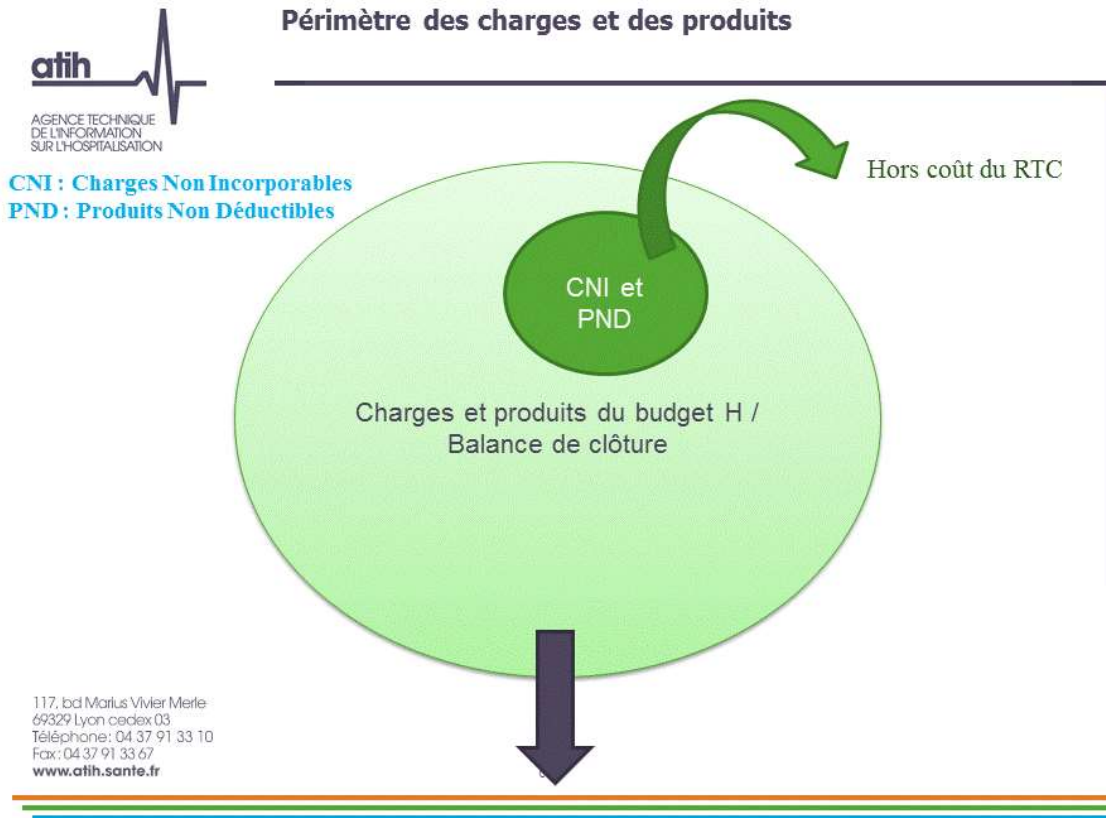 Périmètre des charges et des produits
atih
AGENCE TECHNIQUE
DE L'INFORMATION
SUR L'HOSPITALISATION
CNI : Charges Non Incorporables
PND : Produits Non Déductibles
Hors coût du RTC
CNI et
PND
Charges et produits du budget H /
Balance de clôture
117, bd Marius Vivier Merle
69329 Lyon cedex 03
Téléphone : 04 37 91 33 10
Fax : 04 37 91 33 67
www.atih.sante.fr